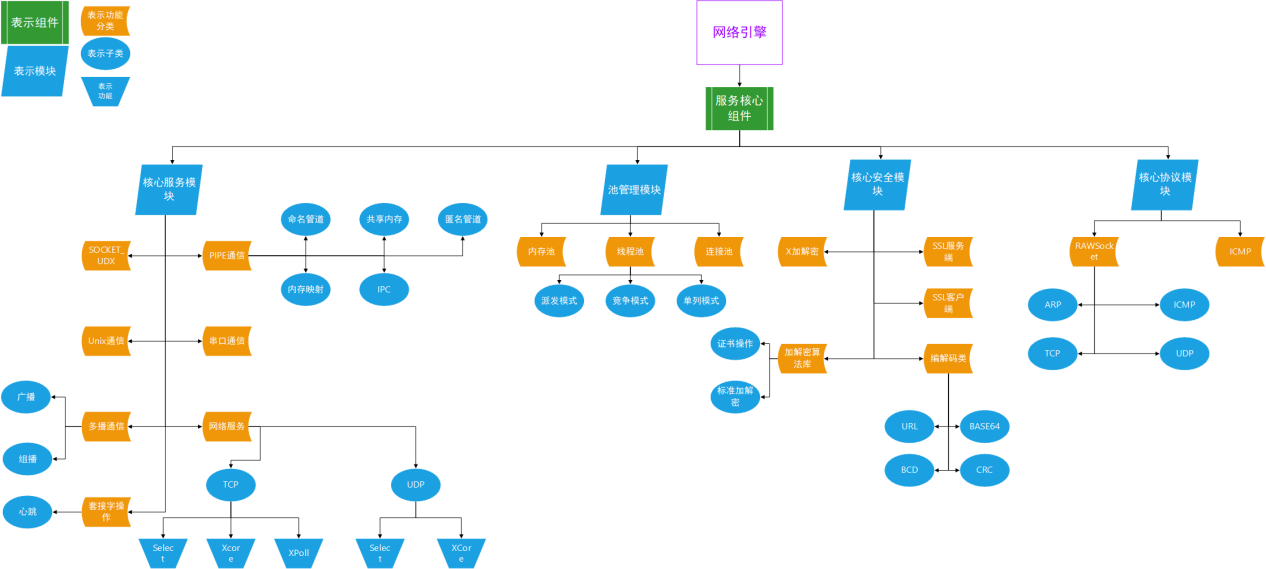 表示组件
表示功能
分类
表示子类
表示模块
表示
功能
网络引擎
服务核心
组件
核心服务模
块
池管理模块
核心安全模
块
核心协议模
块
SOCKET_
UDX
PIPE通信
命名管道
共享内存
匿名管道
内存映射
IPC
Unix通信
串口通信
广播
多播通信
组播
网络服务
TCP
UDP
心跳
套接字操
作
Selec
t
Xcor
e
XPoll
Selec
t
XCor
e
内存池
线程池
连接池
派发模式
竞争模式
单列模式
X加解密
SSL服务
端
SSL客户
端
证书操作
加解密算
法库
标准加解
密
编解码类
URL
BASE64
BCD
CRC
RAWSock
et
ICMP
ARP
ICMP
TCP
UDP